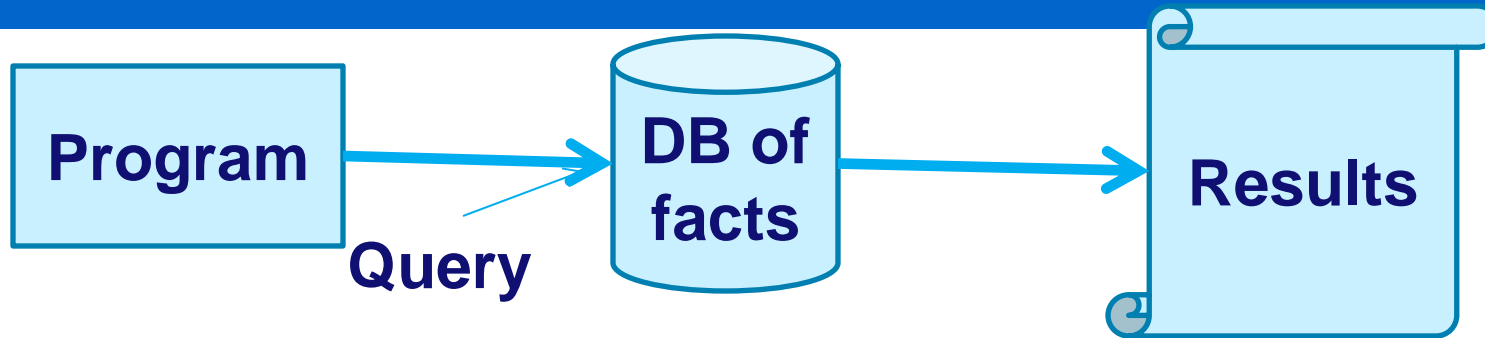 Program
Query
DB of
facts
Results